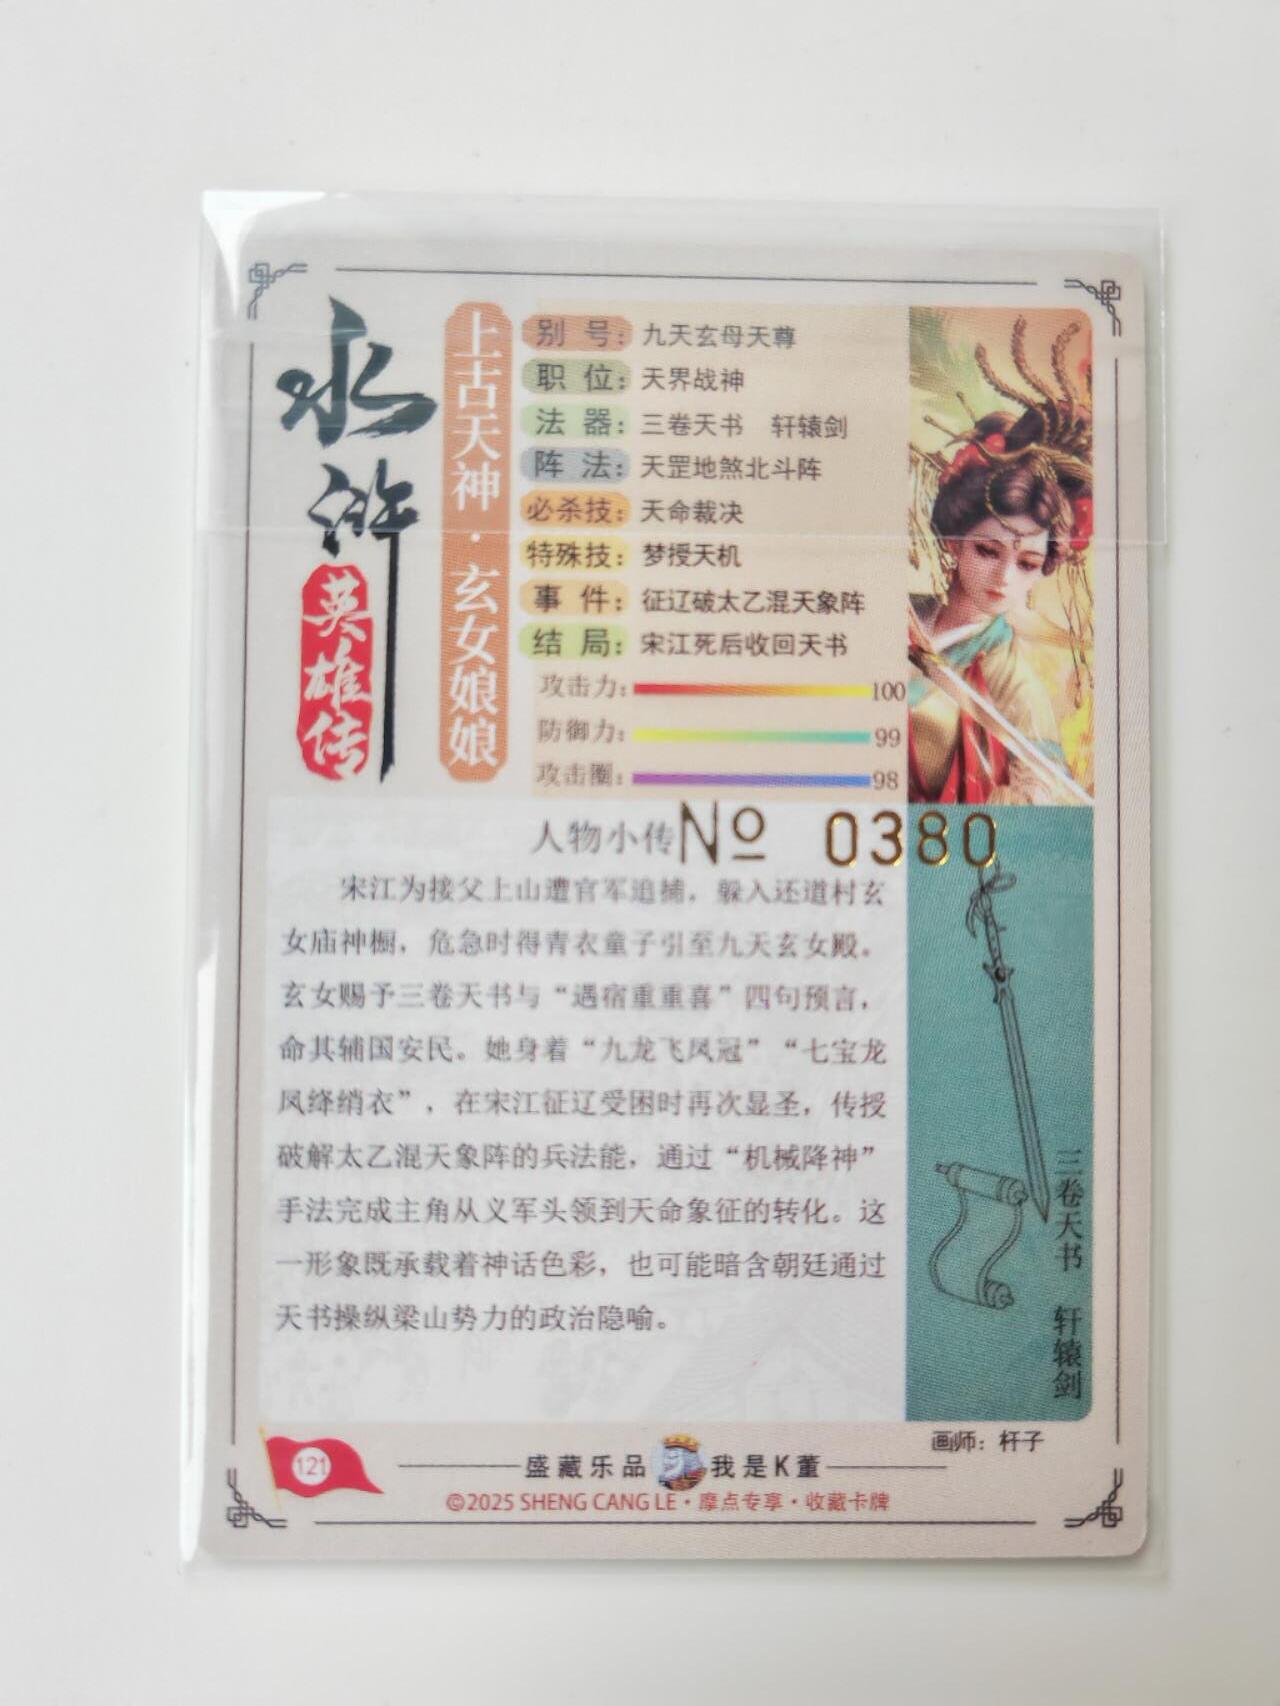 水浒
英雄传
上古天神·玄女娘娘
别号：九天玄母天尊
职位：天界战神
法器：三卷天书 轩辕剑
阵法：天罡地煞北斗阵
必杀技：天命裁决
特殊技：梦授天机
事件：征辽破太乙混天象阵
结局：宋江死后收回天书
攻击力：100
防御力：99
攻击圈：98
人物小传 No 0380
宋江为接父上山遭官军追捕，躲入还道村玄
女庙神橱，危急时得青衣童子引至九天玄女殿。
玄女赐予三卷天书与“遇宿重重喜”四句预言，
命其辅国安民。她身着“九龙飞凤冠”“七宝龙
凤绛绡衣”，在宋江征辽受困时再次显圣，传授
破解太乙混天象阵的兵法能，通过“机械降神”
手法完成主角从义军头领到天命象征的转化。这
一形象既承载着神话色彩，也可能暗含朝廷通过
天书操纵梁山势力的政治隐喻。
三卷天书 轩辕剑
画师：杆子
121
盛藏乐品 我是K董
©2025 SHENG CANG LE·摩点专享·收藏卡牌